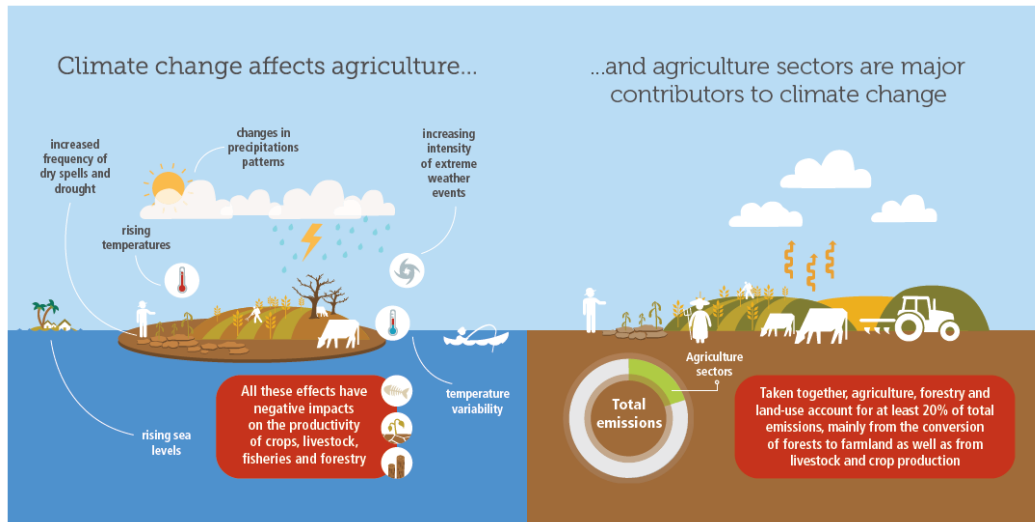 Climate change affects agriculture...
increased
frequency of
dry spells and
drought
changes in
precipitations
patterns
increasing
intensity
of extreme
weather
events
rising
temperatures
temperature
variability
rising sea
levels
All these effects have
negative impacts
on the productivity
of crops, livestock,
fisheries and forestry
...and agriculture sectors are major
contributors to climate change
Agriculture
sectors
Total
emissions
Taken together, agriculture, forestry and
land-use account for at least 20% of total
emissions, mainly from the conversion
of forests to farmland as well as from
livestock and crop production